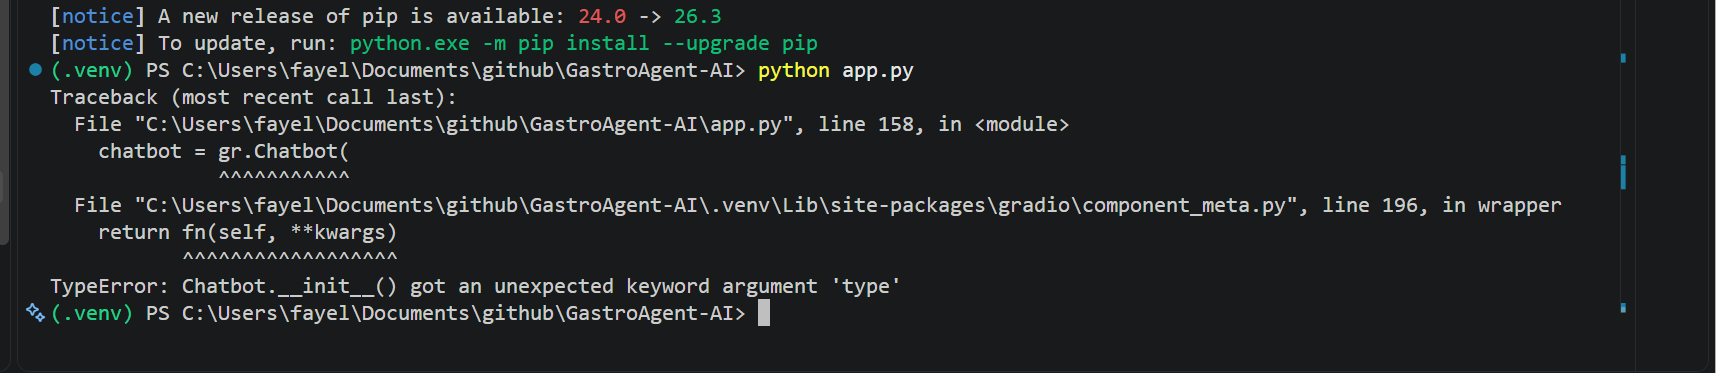 [notice] A new release of pip is available: 24.0 -> 26.3
[notice] To update, run: python.exe -m pip install --upgrade pip
(.venv) PS C:\Users\fayel\Documents\github\GastroAgent-AI> python app.py
Traceback (most recent call last):
  File "C:\Users\fayel\Documents\github\GastroAgent-AI\app.py", line 158, in <module>
    chatbot = gr.Chatbot(
              ^^^^^^^^^^^
  File "C:\Users\fayel\Documents\github\GastroAgent-AI\.venv\Lib\site-packages\gradio\component_meta.py", line 196, in wrapper
    return fn(self, **kwargs)
           ^^^^^^^^^^^^^^^^^^
TypeError: Chatbot.__init__() got an unexpected keyword argument 'type'
(.venv) PS C:\Users\fayel\Documents\github\GastroAgent-AI>